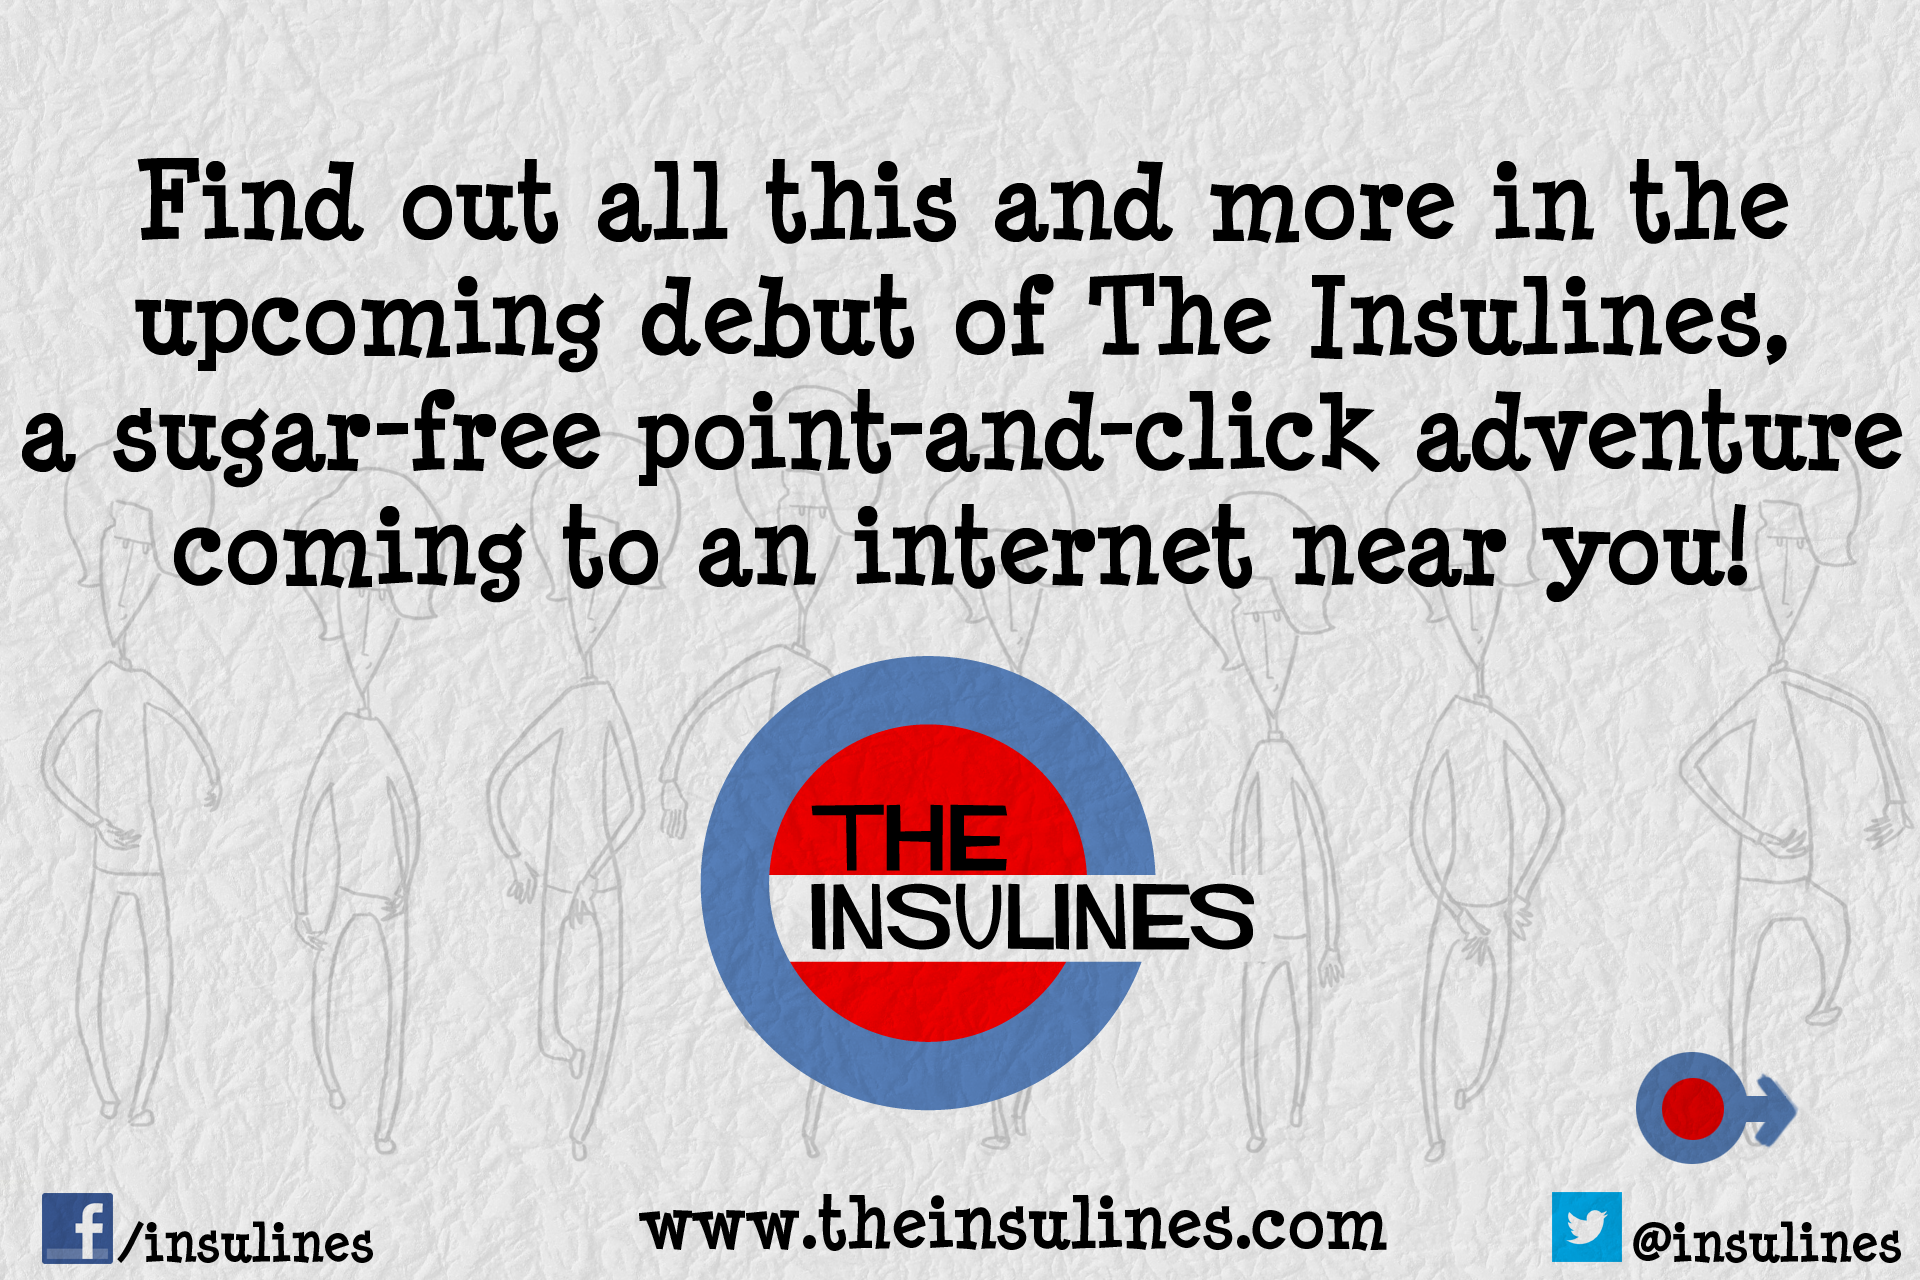 Find out all this and more in the
upcoming debut of The Insulines,
a sugar-free point-and-click adventure
coming to an internet near you!
THE
INSULINES
f/insulines
www.theinsulines.com
@insulines